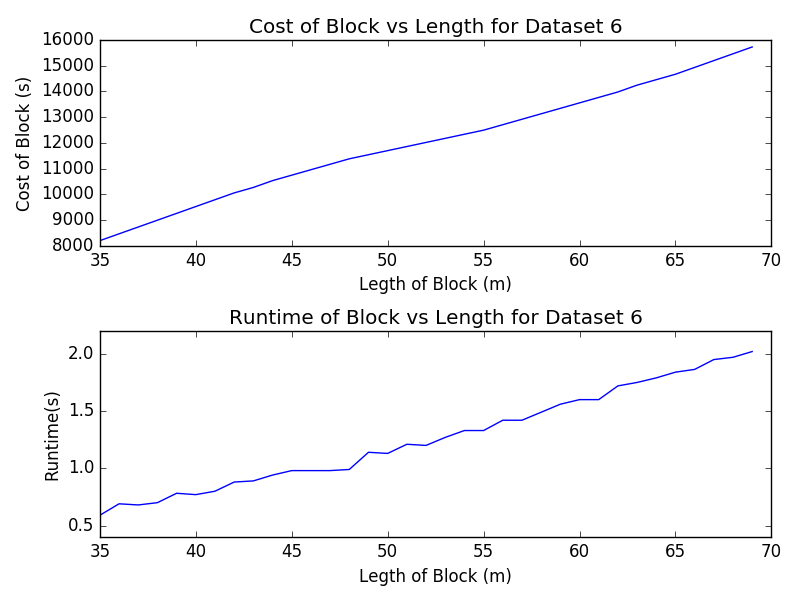 Cost of Block vs Length for Dataset 6
Cost of Block (s)
16000
15000
14000
13000
12000
11000
10000
9000
8000
35 40 45 50 55 60 65 70
Legth of Block (m)
Runtime of Block vs Length for Dataset 6
Runtime(s)
2.0
1.5
1.0
0.5
35 40 45 50 55 60 65 70
Legth of Block (m)